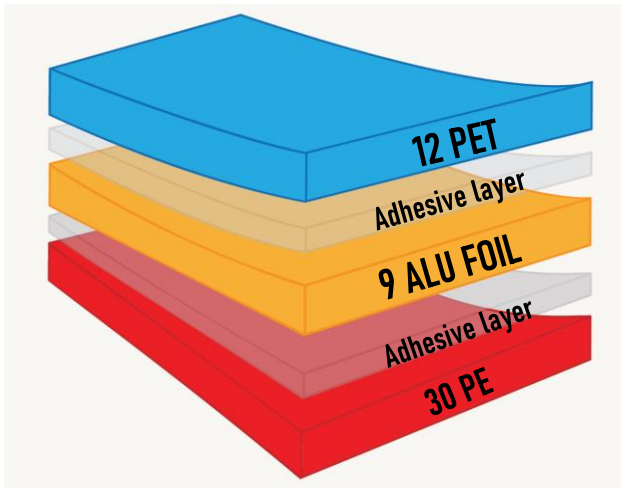 12 PET
Adhesive layer
9 ALU FOIL
Adhesive layer
30 PE